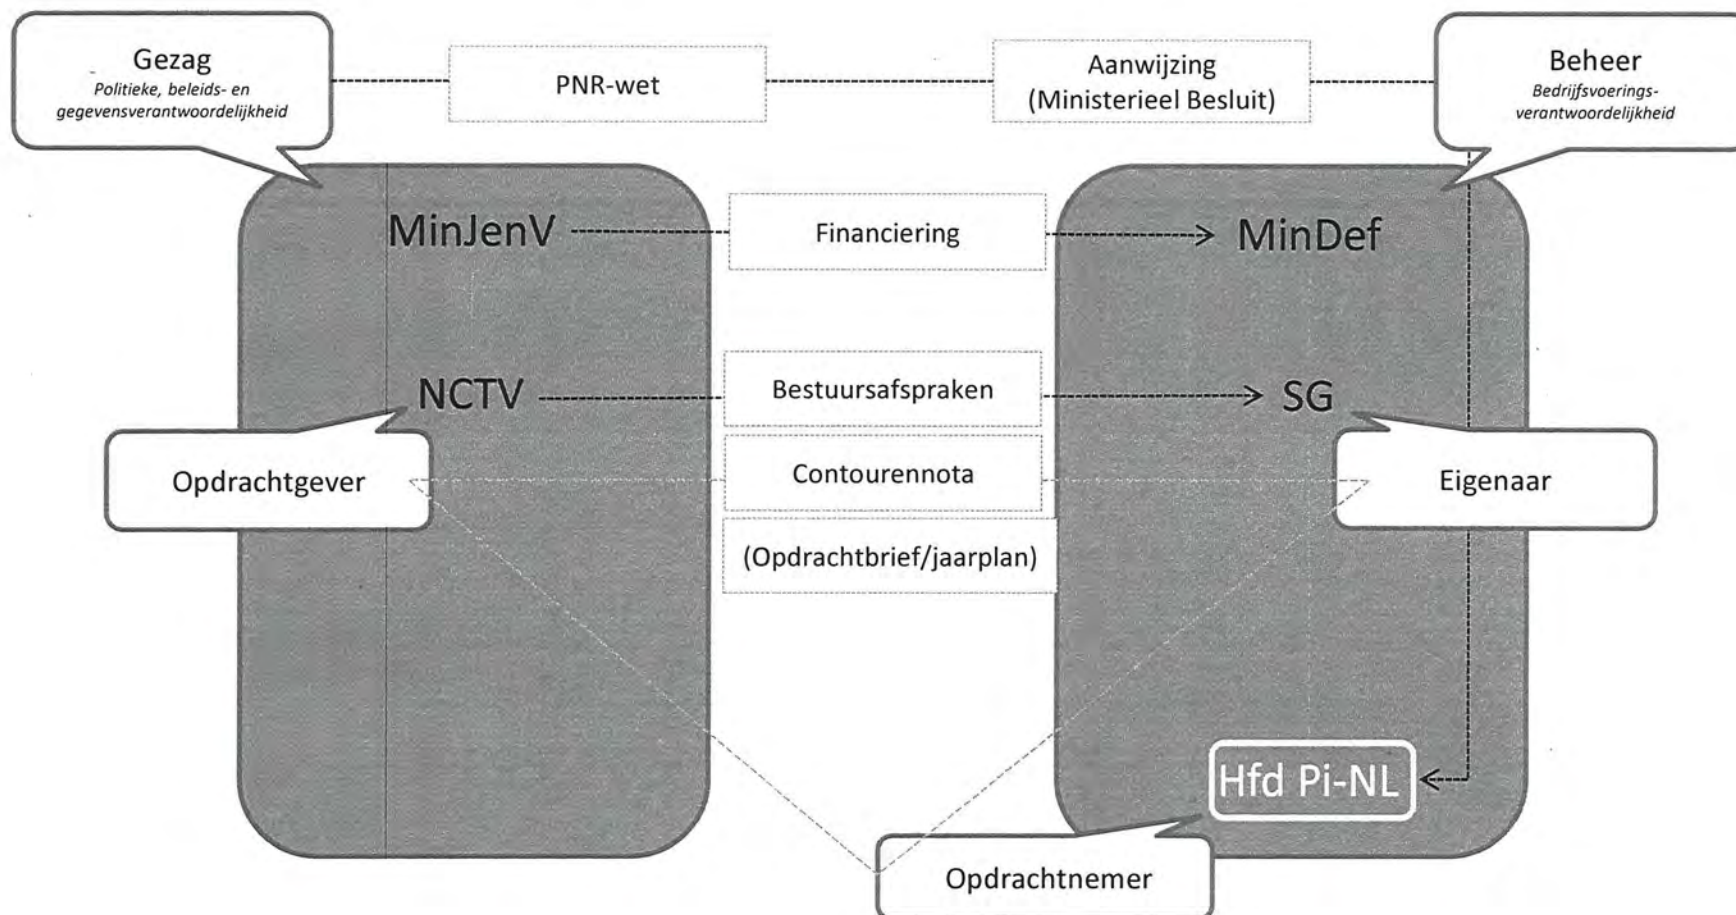 Gezag
Politieke, beleids- en
gegevensverantwoordelijkheid
PNR-wet
Aanwijzing
(Ministerieel Besluit)
Beheer
Bedrijfsvoerings-
verantwoordelijkheid
MinJenV
Financiering
MinDef
NCTV
Bestuursafspraken
SG
Opdrachtgever
Contourennota
Eigenaar
(Opdrachtbrief/jaarplan)
Hfd Pi-NL
Opdrachtnemer